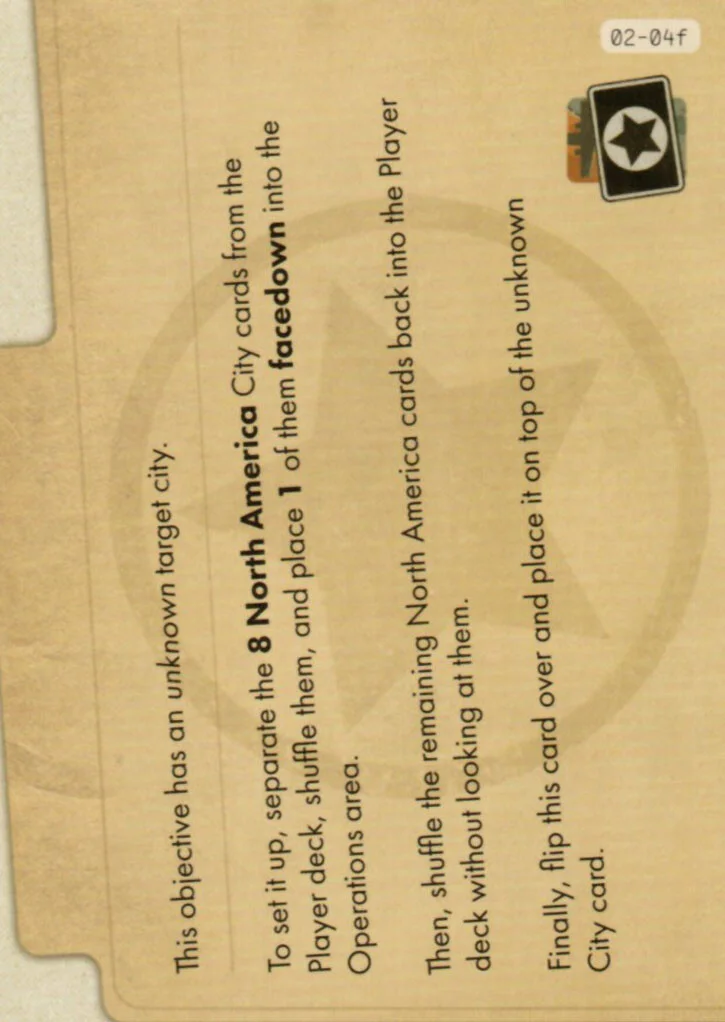 02-04f
This objective has an unknown target city.
To set it up, separate the 8 North America City cards from the
Player deck, shuffle them, and place 1 of them facedown into the
Operations area.
Then, shuffle the remaining North America cards back into the Player
deck without looking at them.
Finally, flip this card over and place it on top of the unknown
City card.